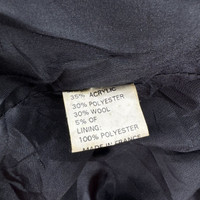 35% ACRYLIC
30% POLYESTER
30% WOOL
5% OF
LINING:
100% POLYESTER
MADE IN FRANCE